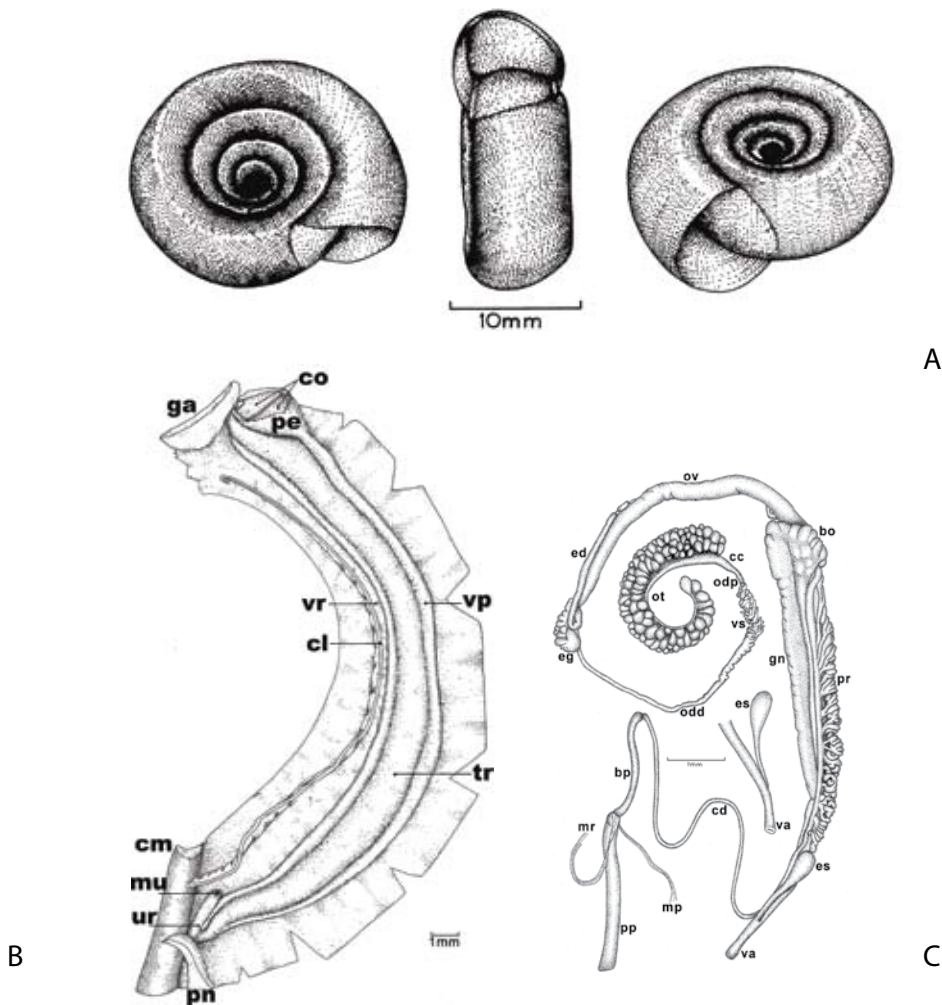 10mm
A
co
ga
pe
vr
vp
cl
tr
cm
mu
ur
1mm
pn
B
ov
bo
ed
cc
odp
ot
vs
eg
gn
pr
es
odd
bp
1mm
cd
mr
va
es
mp
pp
va
C